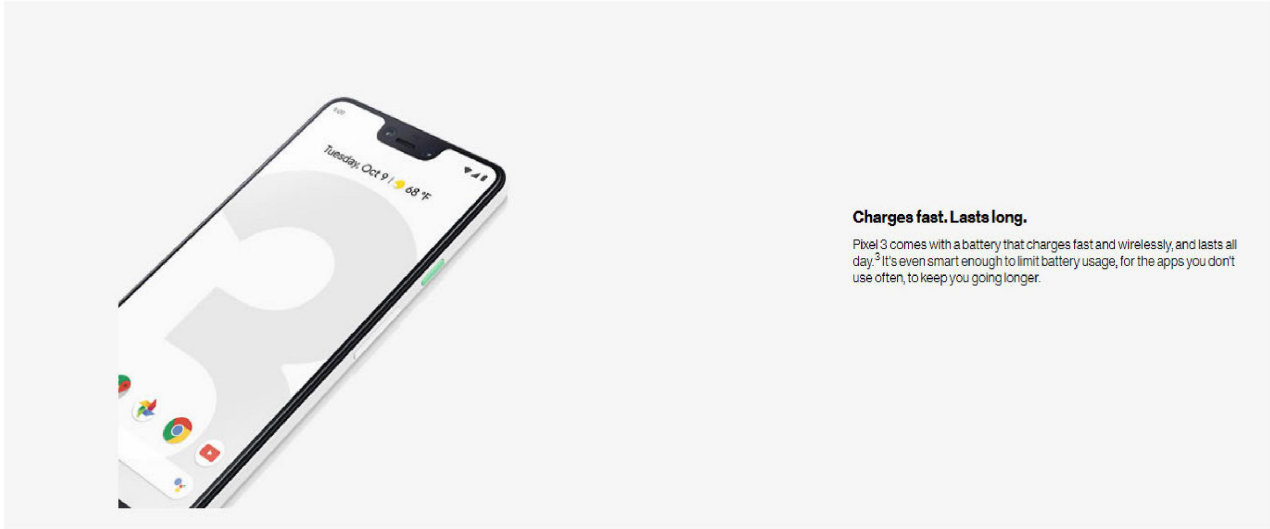 9:00
Tuesday, Oct 9 | 68 °F
Charges fast. Lasts long.
Pixel 3 comes with a battery that charges fast and wirelessly, and lasts all
day.3 It's even smart enough to limit battery usage, for the apps you don't
use often, to keep you going longer.